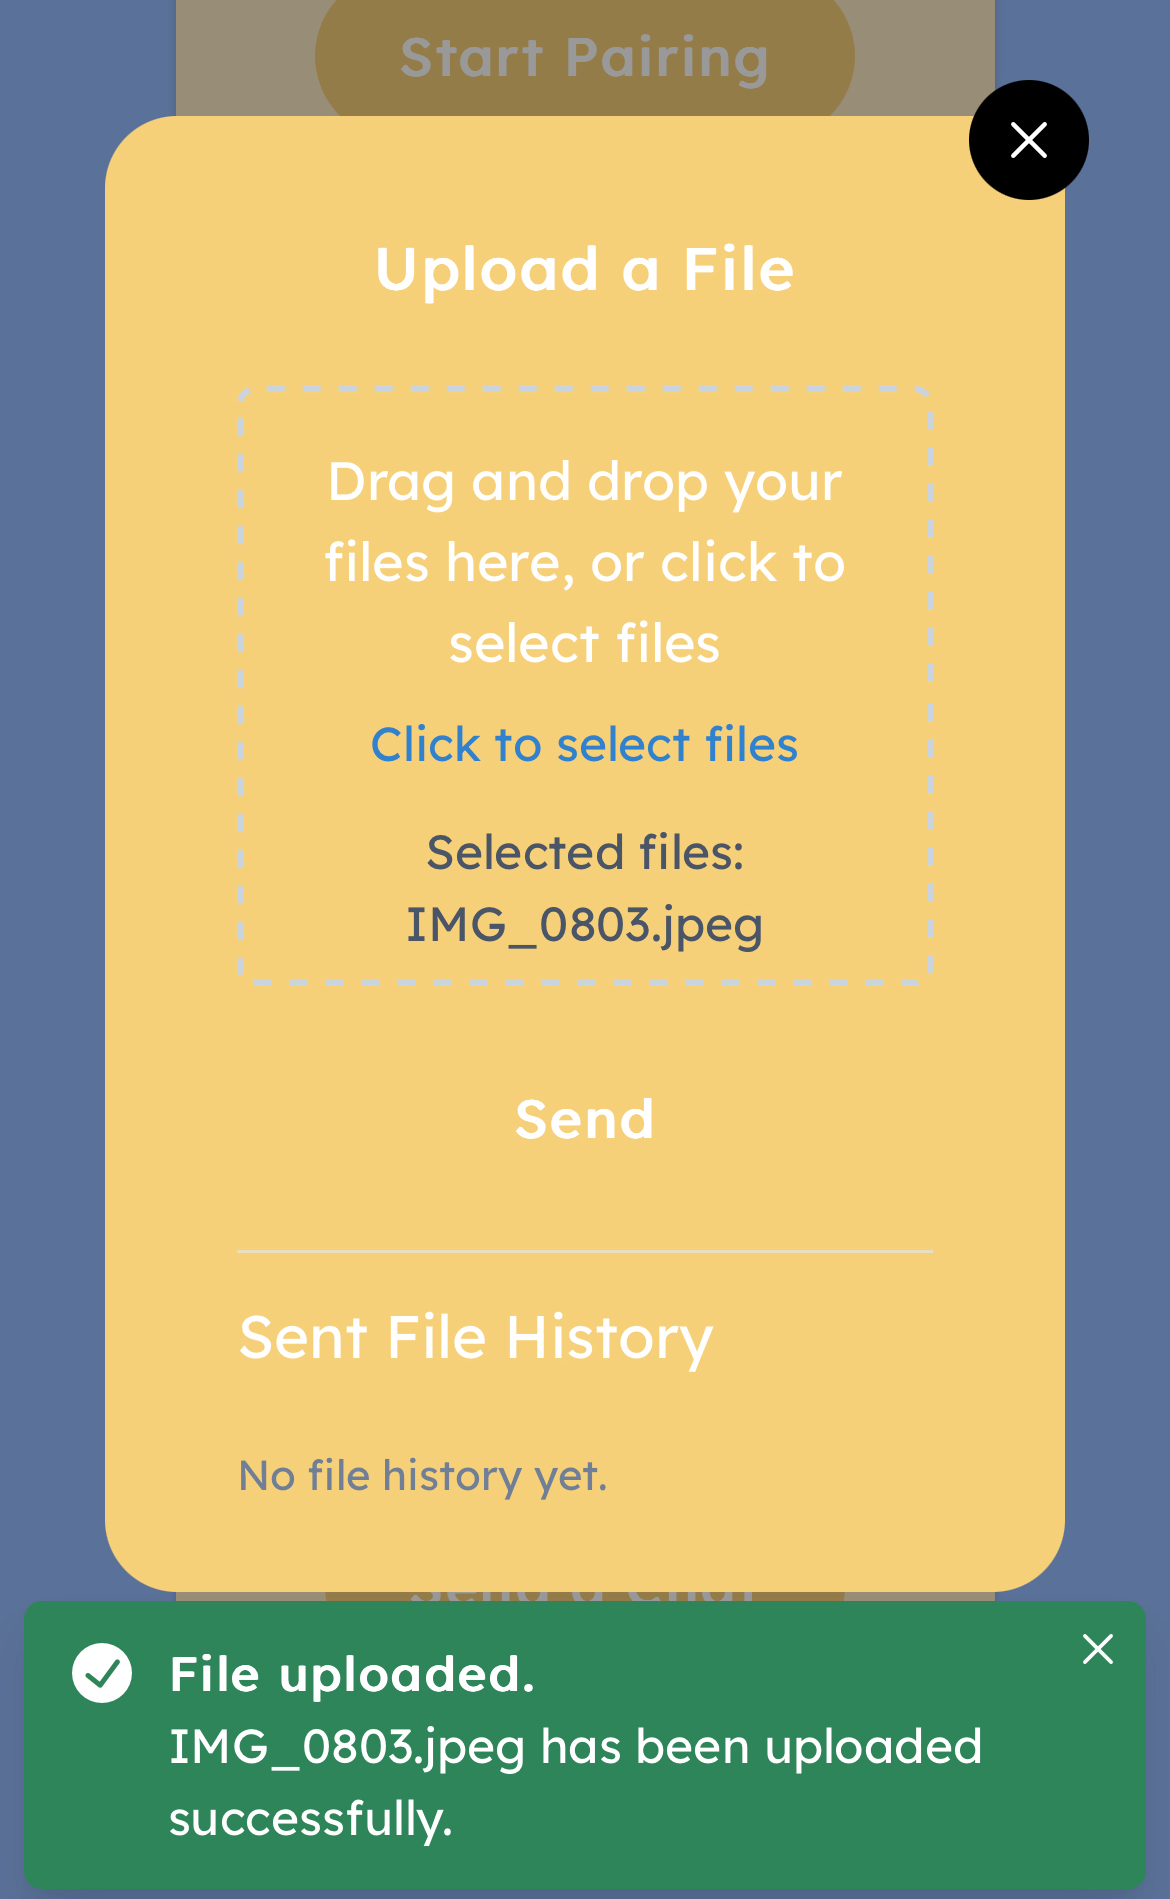 Start Pairing
Upload a File
Drag and drop your
files here, or click to
select files
Click to select files
Selected files:
IMG_0803.jpeg
Send
Sent File History
No file history yet.
Send a Chat
File uploaded.
IMG_0803.jpeg has been uploaded
successfully.